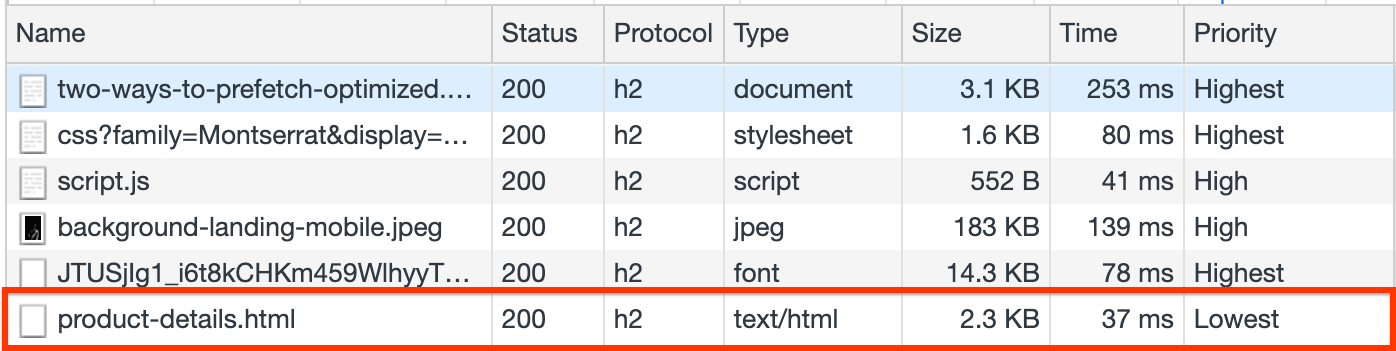 Name Status Protocol Type Size Time Priority
two-ways-to-prefetch-optimized.… 200 h2 document 3.1 KB 253 ms Highest
css?family=Montserrat&display=… 200 h2 stylesheet 1.6 KB 80 ms Highest
script.js 200 h2 script 552 B 41 ms High
background-landing-mobile.jpeg 200 h2 jpeg 183 KB 139 ms High
JTUSjIg1_i6t8kCHKm459WlhyyT… 200 h2 font 14.3 KB 78 ms Highest
product-details.html 200 h2 text/html 2.3 KB 37 ms Lowest